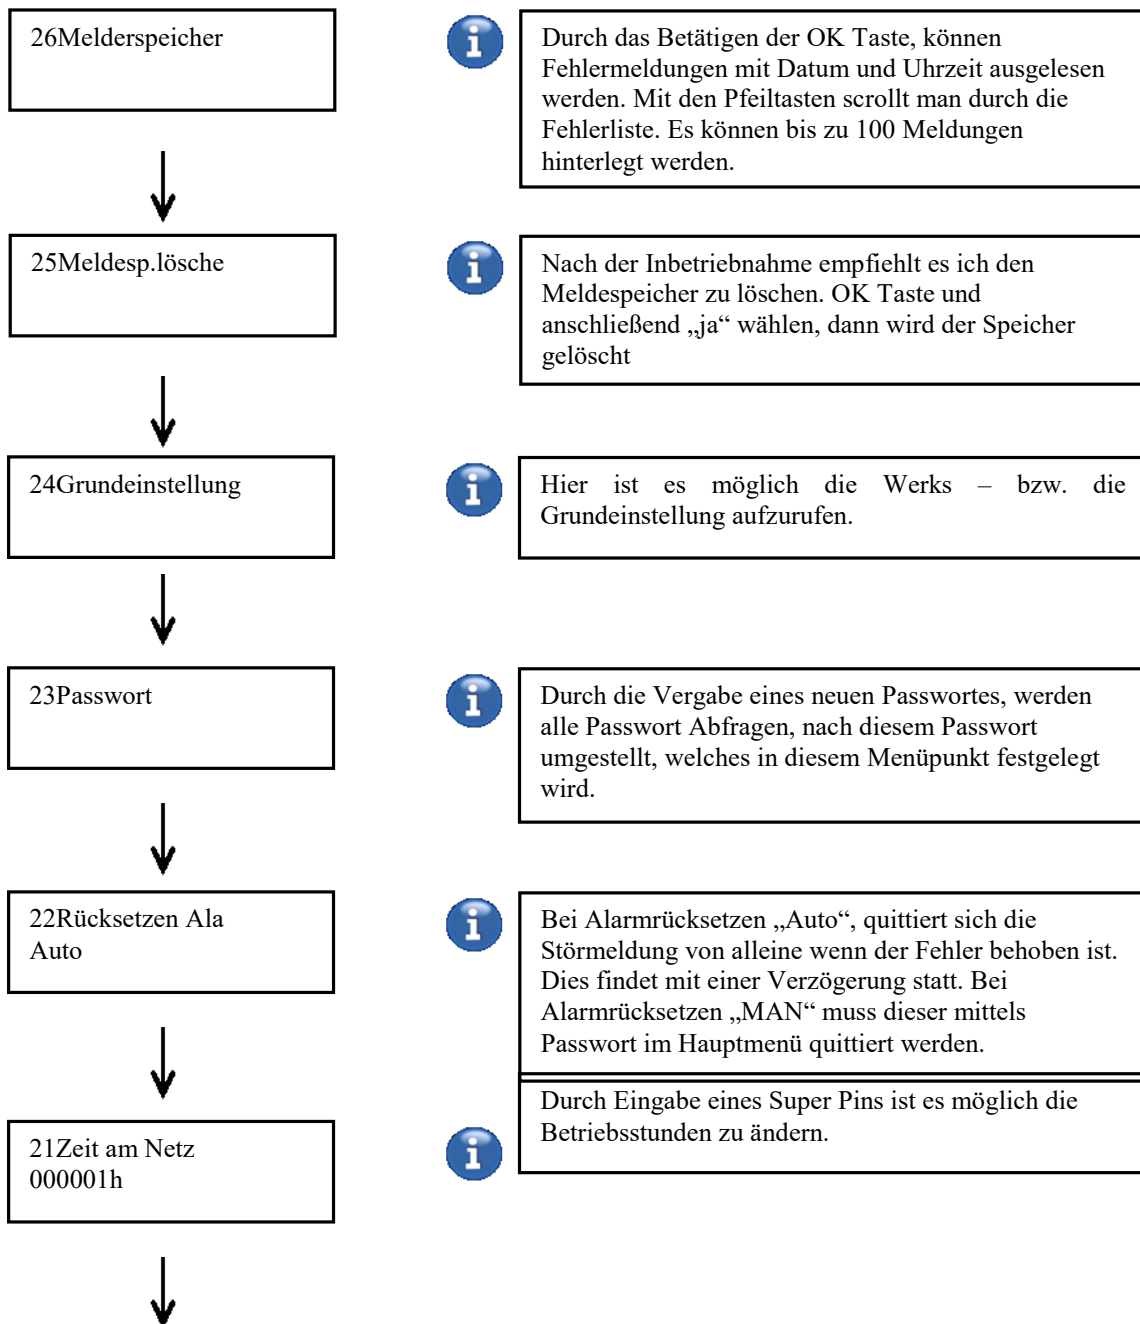 26Melderspeicher
Durch das Betätigen der OK Taste, können
Fehlermeldungen mit Datum und Uhrzeit ausgelesen
werden. Mit den Pfeiltasten scrollt man durch die
Fehlerliste. Es können bis zu 100 Meldungen
hinterlegt werden.
25Meldesp.lösche
Nach der Inbetriebnahme empfiehlt es ich den
Meldespeicher zu löschen. OK Taste und
anschließend „ja“ wählen, dann wird der Speicher
gelöscht
24Grundeinstellung
Hier ist es möglich die Werks – bzw. die
Grundeinstellung aufzurufen.
23Passwort
Durch die Vergabe eines neuen Passwortes, werden
alle Passwort Abfragen, nach diesem Passwort
umgestellt, welches in diesem Menüpunkt festgelegt
wird.
22Rücksetzen Ala
Auto
Bei Alarmrücksetzen „Auto“, quittiert sich die
Störmeldung von alleine wenn der Fehler behoben ist.
Dies findet mit einer Verzögerung statt. Bei
Alarmrücksetzen „MAN“ muss dieser mittels
Passwort im Hauptmenü quittiert werden.
21Zeit am Netz
000001h
Durch Eingabe eines Super Pins ist es möglich die
Betriebsstunden zu ändern.